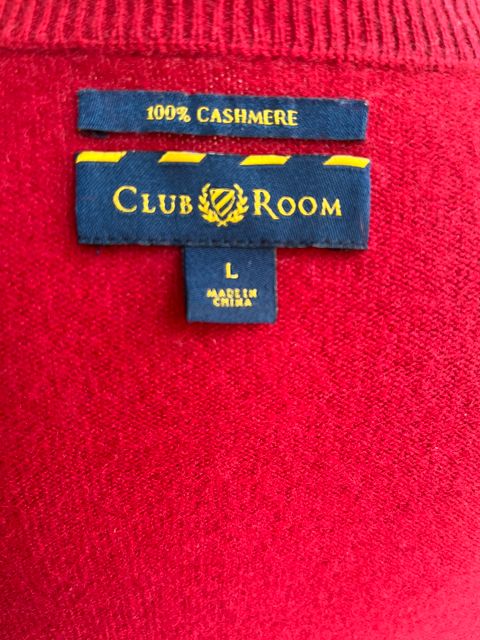 100% CASHMERE
CLUB ROOM
L
MADE IN
CHINA